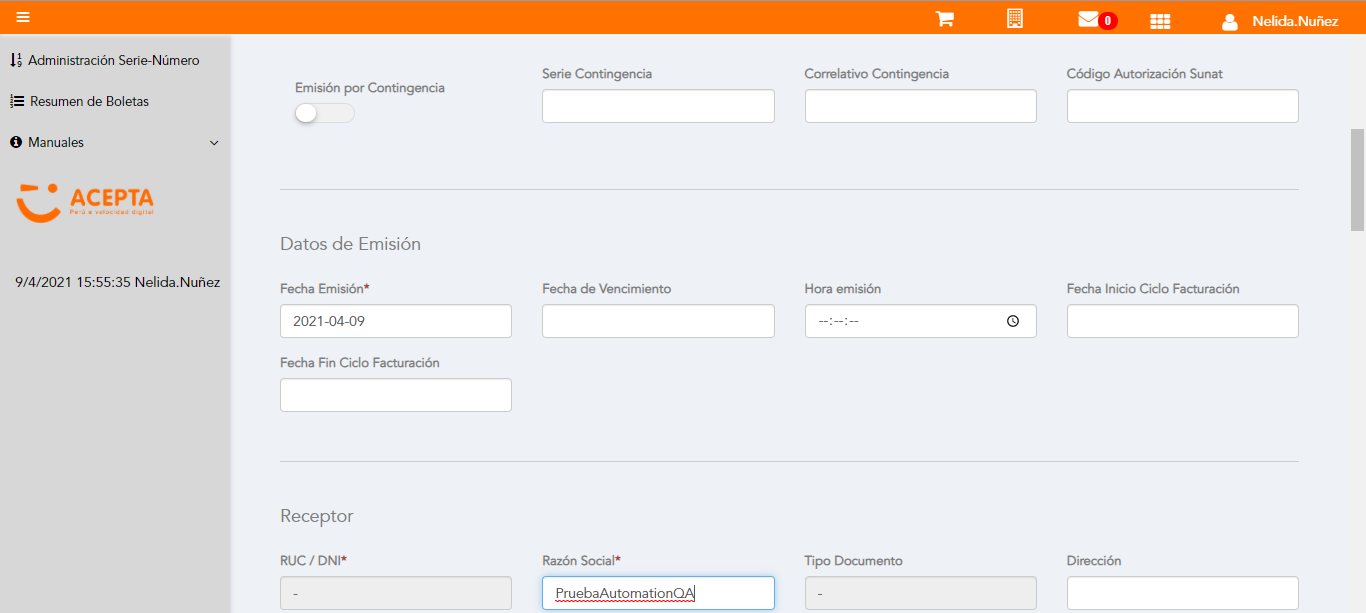 0
Nelida.Nuñez
Administración Serie-Número
Resumen de Boletas
Manuales
ACEPTA
Perú a velocidad digital
9/4/2021 15:55:35 Nelida.Nuñez
Emisión por Contingencia
Serie Contingencia
Correlativo Contingencia
Código Autorización Sunat
Datos de Emisión
Fecha Emisión*
Fecha de Vencimiento
Hora emisión
Fecha Inicio Ciclo Facturación
2021-04-09
--:--:--
Fecha Fin Ciclo Facturación
Receptor
RUC / DNI*
Razón Social*
Tipo Documento
Dirección
-
PruebaAutomationQA
-